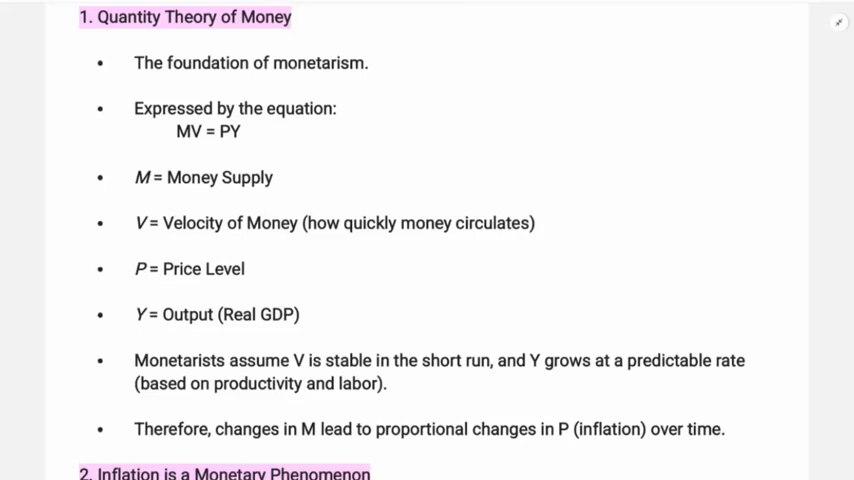 1. Quantity Theory of Money
• The foundation of monetarism.
• Expressed by the equation:
MV = PY
• M = Money Supply
• V = Velocity of Money (how quickly money circulates)
• P = Price Level
• Y = Output (Real GDP)
• Monetarists assume V is stable in the short run, and Y grows at a predictable rate
(based on productivity and labor).
• Therefore, changes in M lead to proportional changes in P (inflation) over time.
2. Inflation is a Monetary Phenomenon